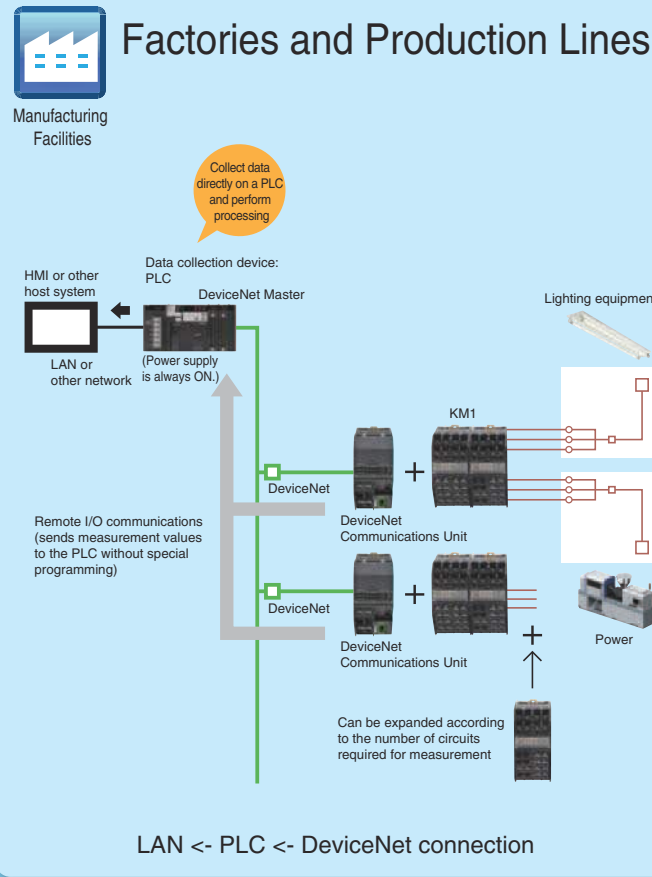 Factories and Production Lines
Manufacturing
Facilities
Collect data
directly on a PLC
and perform
processing
Data collection device:
PLC
HMI or other
host system
DeviceNet Master
Lighting equipmen
LAN or
other network
(Power supply
is always ON.)
KM1
DeviceNet
DeviceNet
Communications Unit
Remote I/O communications
(sends measurement values
to the PLC without special
programming)
DeviceNet
DeviceNet
Communications Unit
Power
Can be expanded according
to the number of circuits
required for measurement
LAN <- PLC <- DeviceNet connection